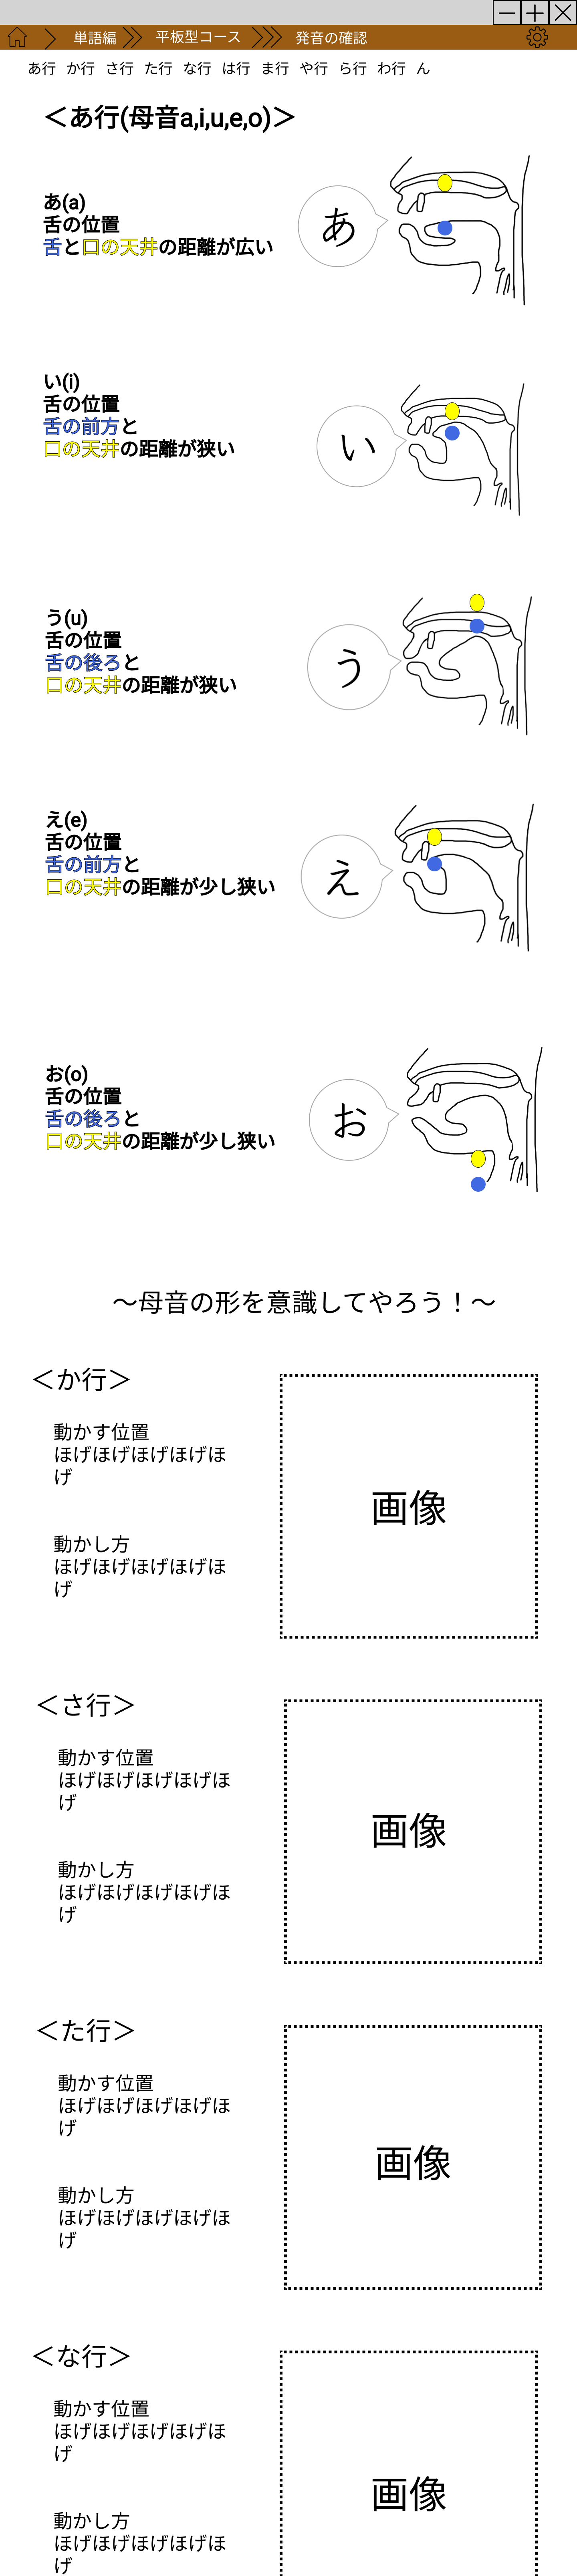 単語編 平板型コース 発音の確認
あ行 か行 さ行 た行 な行 は行 ま行 や行 ら行 わ行 ん
＜あ行(母音a,i,u,e,o)＞
あ(a)
舌の位置
舌と口の天井の距離が広い
あ
い(i)
舌の位置
舌の前方と
口の天井の距離が狭い
い
う(u)
舌の位置
舌の後ろと
口の天井の距離が狭い
う
え(e)
舌の位置
舌の前方と
口の天井の距離が少し狭い
え
お(o)
舌の位置
舌の後ろと
口の天井の距離が少し狭い
お
～母音の形を意識してやろう！～
＜か行＞
動かす位置
ほげほげほげほげほ
げ
動かし方
ほげほげほげほげほ
げ
画像
＜さ行＞
動かす位置
ほげほげほげほげほ
げ
動かし方
ほげほげほげほげほ
げ
画像
＜た行＞
動かす位置
ほげほげほげほげほ
げ
動かし方
ほげほげほげほげほ
げ
画像
＜な行＞
動かす位置
ほげほげほげほげほ
げ
動かし方
ほげほげほげほげほ
げ
画像